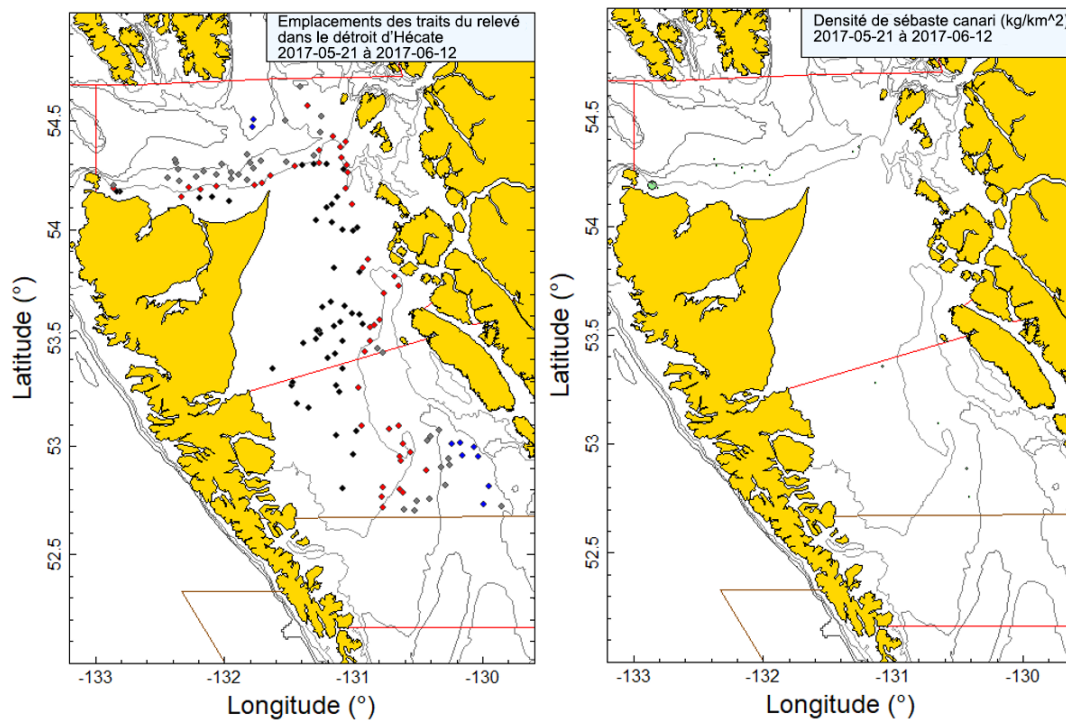 Emplacements des traits du relevé
dans le détroit d'Hécate
2017-05-21 à 2017-06-12
Latitude (°)
54.5
54
53.5
53
52.5
-133
-132
-131
-130
Longitude (°)
Densité de sébaste canari (kg/km^2)
2017-05-21 à 2017-06-12
Latitude (°)
54.5
54
53.5
53
52.5
-133
-132
-131
-130
Longitude (°)